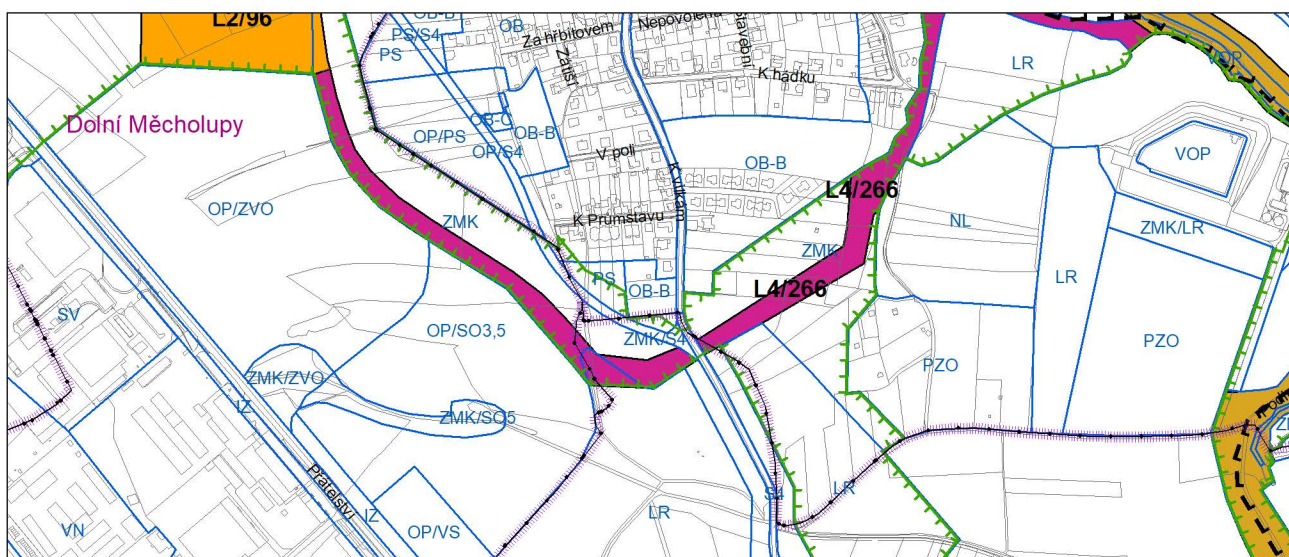 L2/96
OB-B
OB
Nepovolená
PS/S4
Za hřbitovem
Stavební
PS
Zátiší
K hádku
LR
VOP
OB-C
Dolní Měcholupy
OP/PS
OB-B
OP/S4
V poli
OB-B
VOP
K vilkám
L4/266
OP/ZVO
ZMK
K Průmstavu
NL
ZMK/LR
ZMK
PS
LR
OB-B
L4/266
SV
OP/SO3,5
ZMK/S4
PZO
PZO
ZMK/ZVO
IZ
ZMK/SO5
Přátelství
S4
LR
IZ
LR
VN
OP/VS